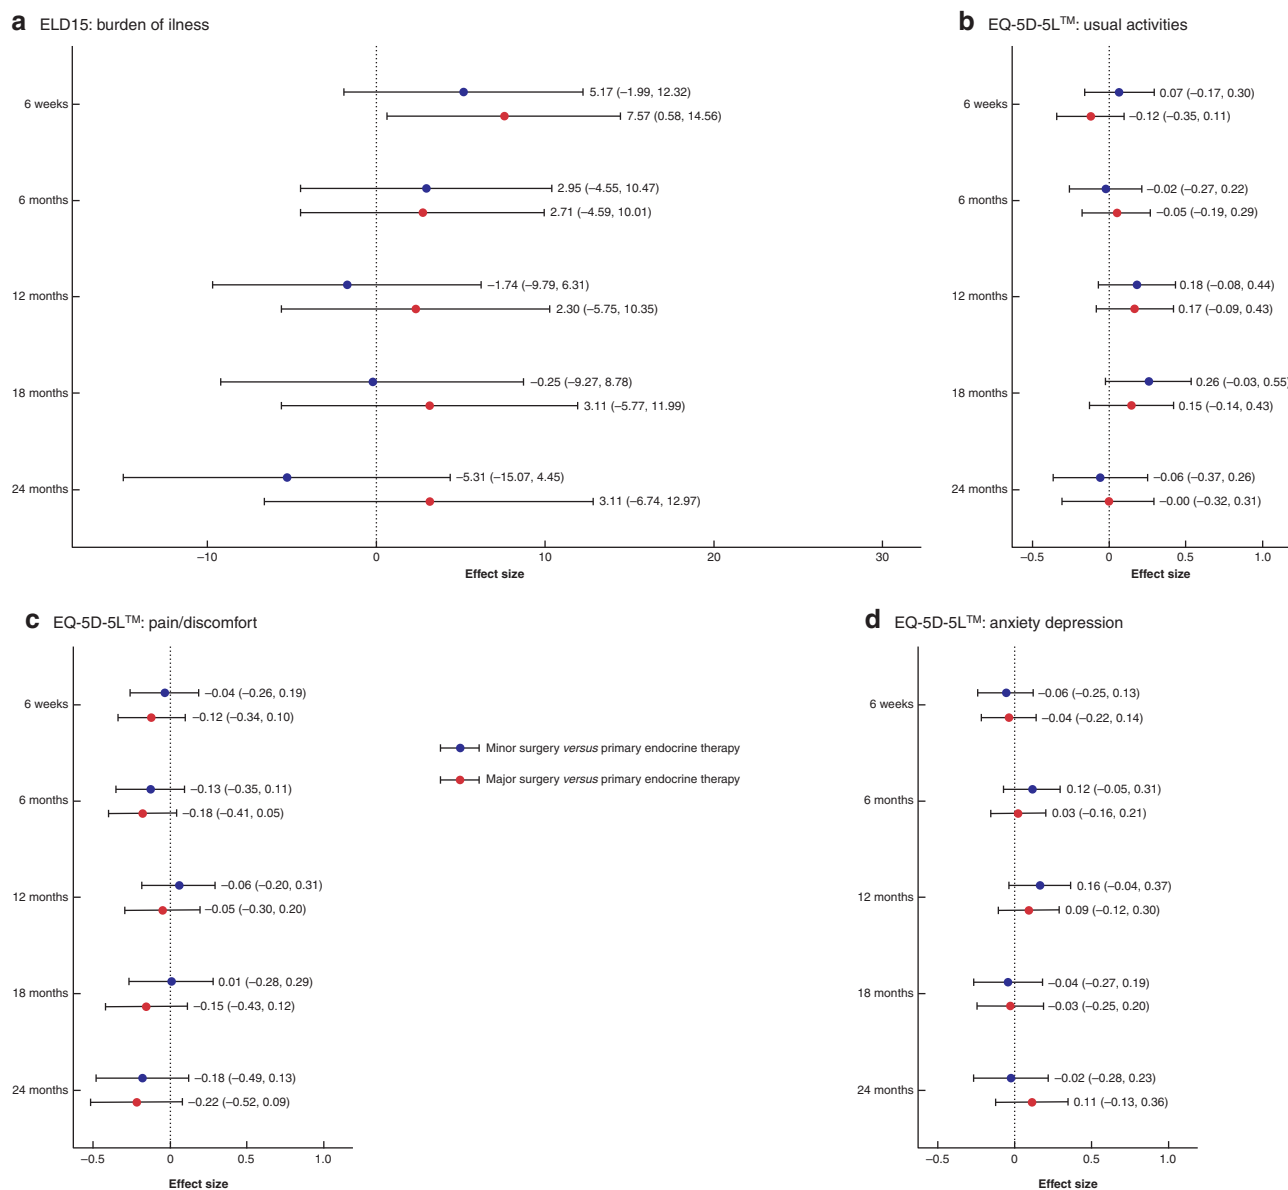 a ELD15: burden of ilness
6 weeks
5.17 (−1.99, 12.32)
7.57 (0.58, 14.56)
6 months
2.95 (−4.55, 10.47)
2.71 (−4.59, 10.01)
12 months
−1.74 (−9.79, 6.31)
2.30 (−5.75, 10.35)
18 months
−0.25 (−9.27, 8.78)
3.11 (−5.77, 11.99)
24 months
−5.31 (−15.07, 4.45)
3.11 (−6.74, 12.97)
−10 0 10 20 30
Effect size
b EQ-5D-5L™: usual activities
6 weeks
0.07 (−0.17, 0.30)
−0.12 (−0.35, 0.11)
6 months
−0.02 (−0.27, 0.22)
−0.05 (−0.19, 0.29)
12 months
0.18 (−0.08, 0.44)
0.17 (−0.09, 0.43)
18 months
0.26 (−0.03, 0.55)
0.15 (−0.14, 0.43)
24 months
−0.06 (−0.37, 0.26)
−0.00 (−0.32, 0.31)
−0.5 0 0.5 1.0
Effect size
c EQ-5D-5L™: pain/discomfort
6 weeks
−0.04 (−0.26, 0.19)
−0.12 (−0.34, 0.10)
6 months
−0.13 (−0.35, 0.11)
−0.18 (−0.41, 0.05)
12 months
−0.06 (−0.20, 0.31)
−0.05 (−0.30, 0.20)
18 months
0.01 (−0.28, 0.29)
−0.15 (−0.43, 0.12)
24 months
−0.18 (−0.49, 0.13)
−0.22 (−0.52, 0.09)
−0.5 0 0.5 1.0
Effect size
Minor surgery versus primary endocrine therapy
Major surgery versus primary endocrine therapy
d EQ-5D-5L™: anxiety depression
6 weeks
−0.06 (−0.25, 0.13)
−0.04 (−0.22, 0.14)
6 months
0.12 (−0.05, 0.31)
0.03 (−0.16, 0.21)
12 months
0.16 (−0.04, 0.37)
0.09 (−0.12, 0.30)
18 months
−0.04 (−0.27, 0.19)
−0.03 (−0.25, 0.20)
24 months
−0.02 (−0.28, 0.23)
0.11 (−0.13, 0.36)
−0.5 0 0.5 1.0
Effect size